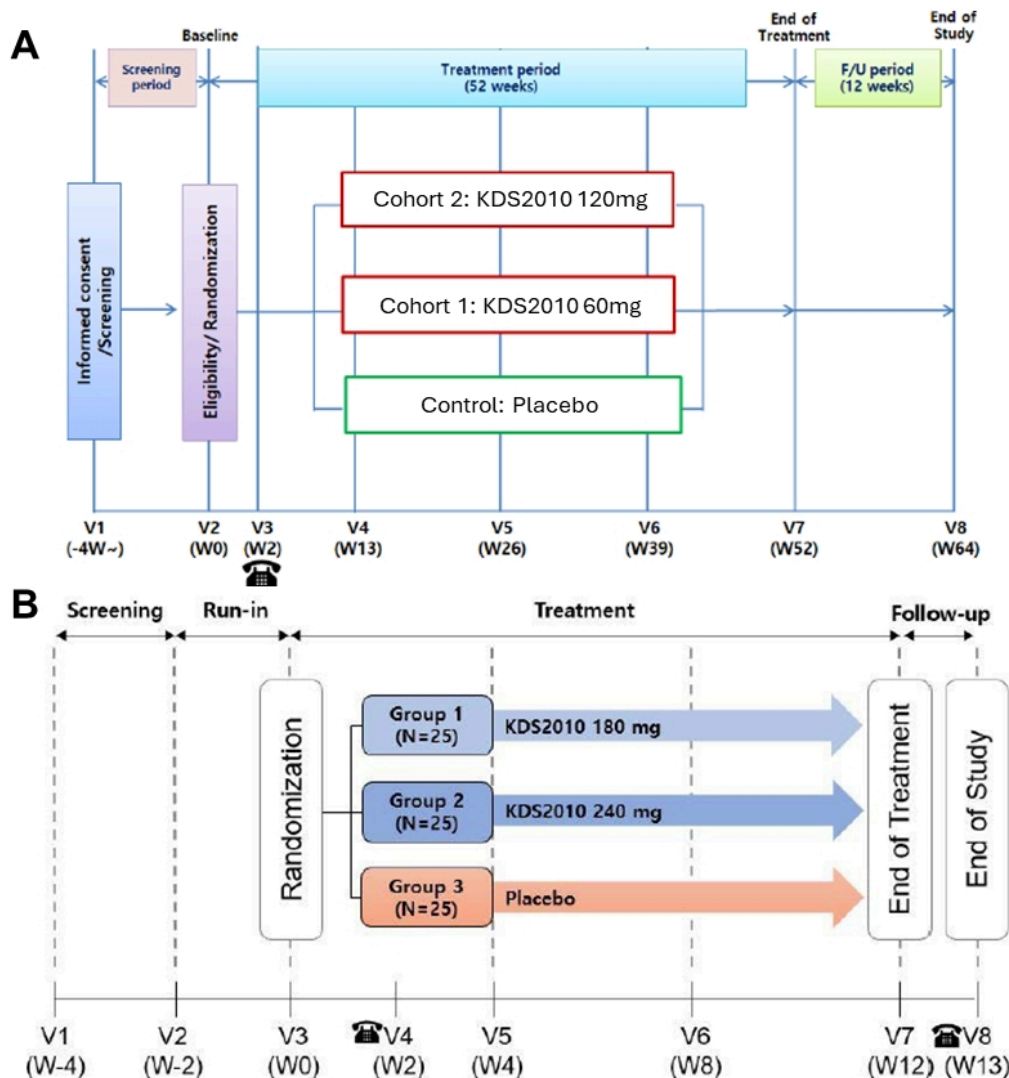 A
Baseline
End of
Treatment
End of
Study
Screening
period
Treatment period
(52 weeks)
F/U period
(12 weeks)
Informed consent
/Screening
Eligibility/ Randomization
Cohort 2: KDS2010 120mg
Cohort 1: KDS2010 60mg
Control: Placebo
V1
(-4W~)
V2
(W0)
V3
(W2)
V4
(W13)
V5
(W26)
V6
(W39)
V7
(W52)
V8
(W64)
B
Screening
Run-in
Treatment
Follow-up
Randomization
Group 1
(N=25)
KDS2010 180 mg
Group 2
(N=25)
KDS2010 240 mg
Group 3
(N=25)
Placebo
End of Treatment
End of Study
V1
(W-4)
V2
(W-2)
V3
(W0)
V4
(W2)
V5
(W4)
V6
(W8)
V7
(W12)
V8
(W13)